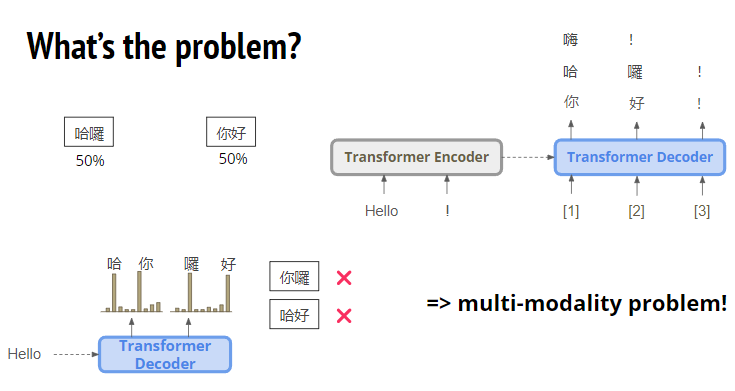 What's the problem?
嗨 !
哈 囉 !
你 好 !
哈囉 你好
50% 50%
Transformer Encoder Transformer Decoder
Hello ! [1] [2] [3]
哈 你 囉 好
你囉
哈好
=> multi-modality problem!
Hello
Transformer
Decoder